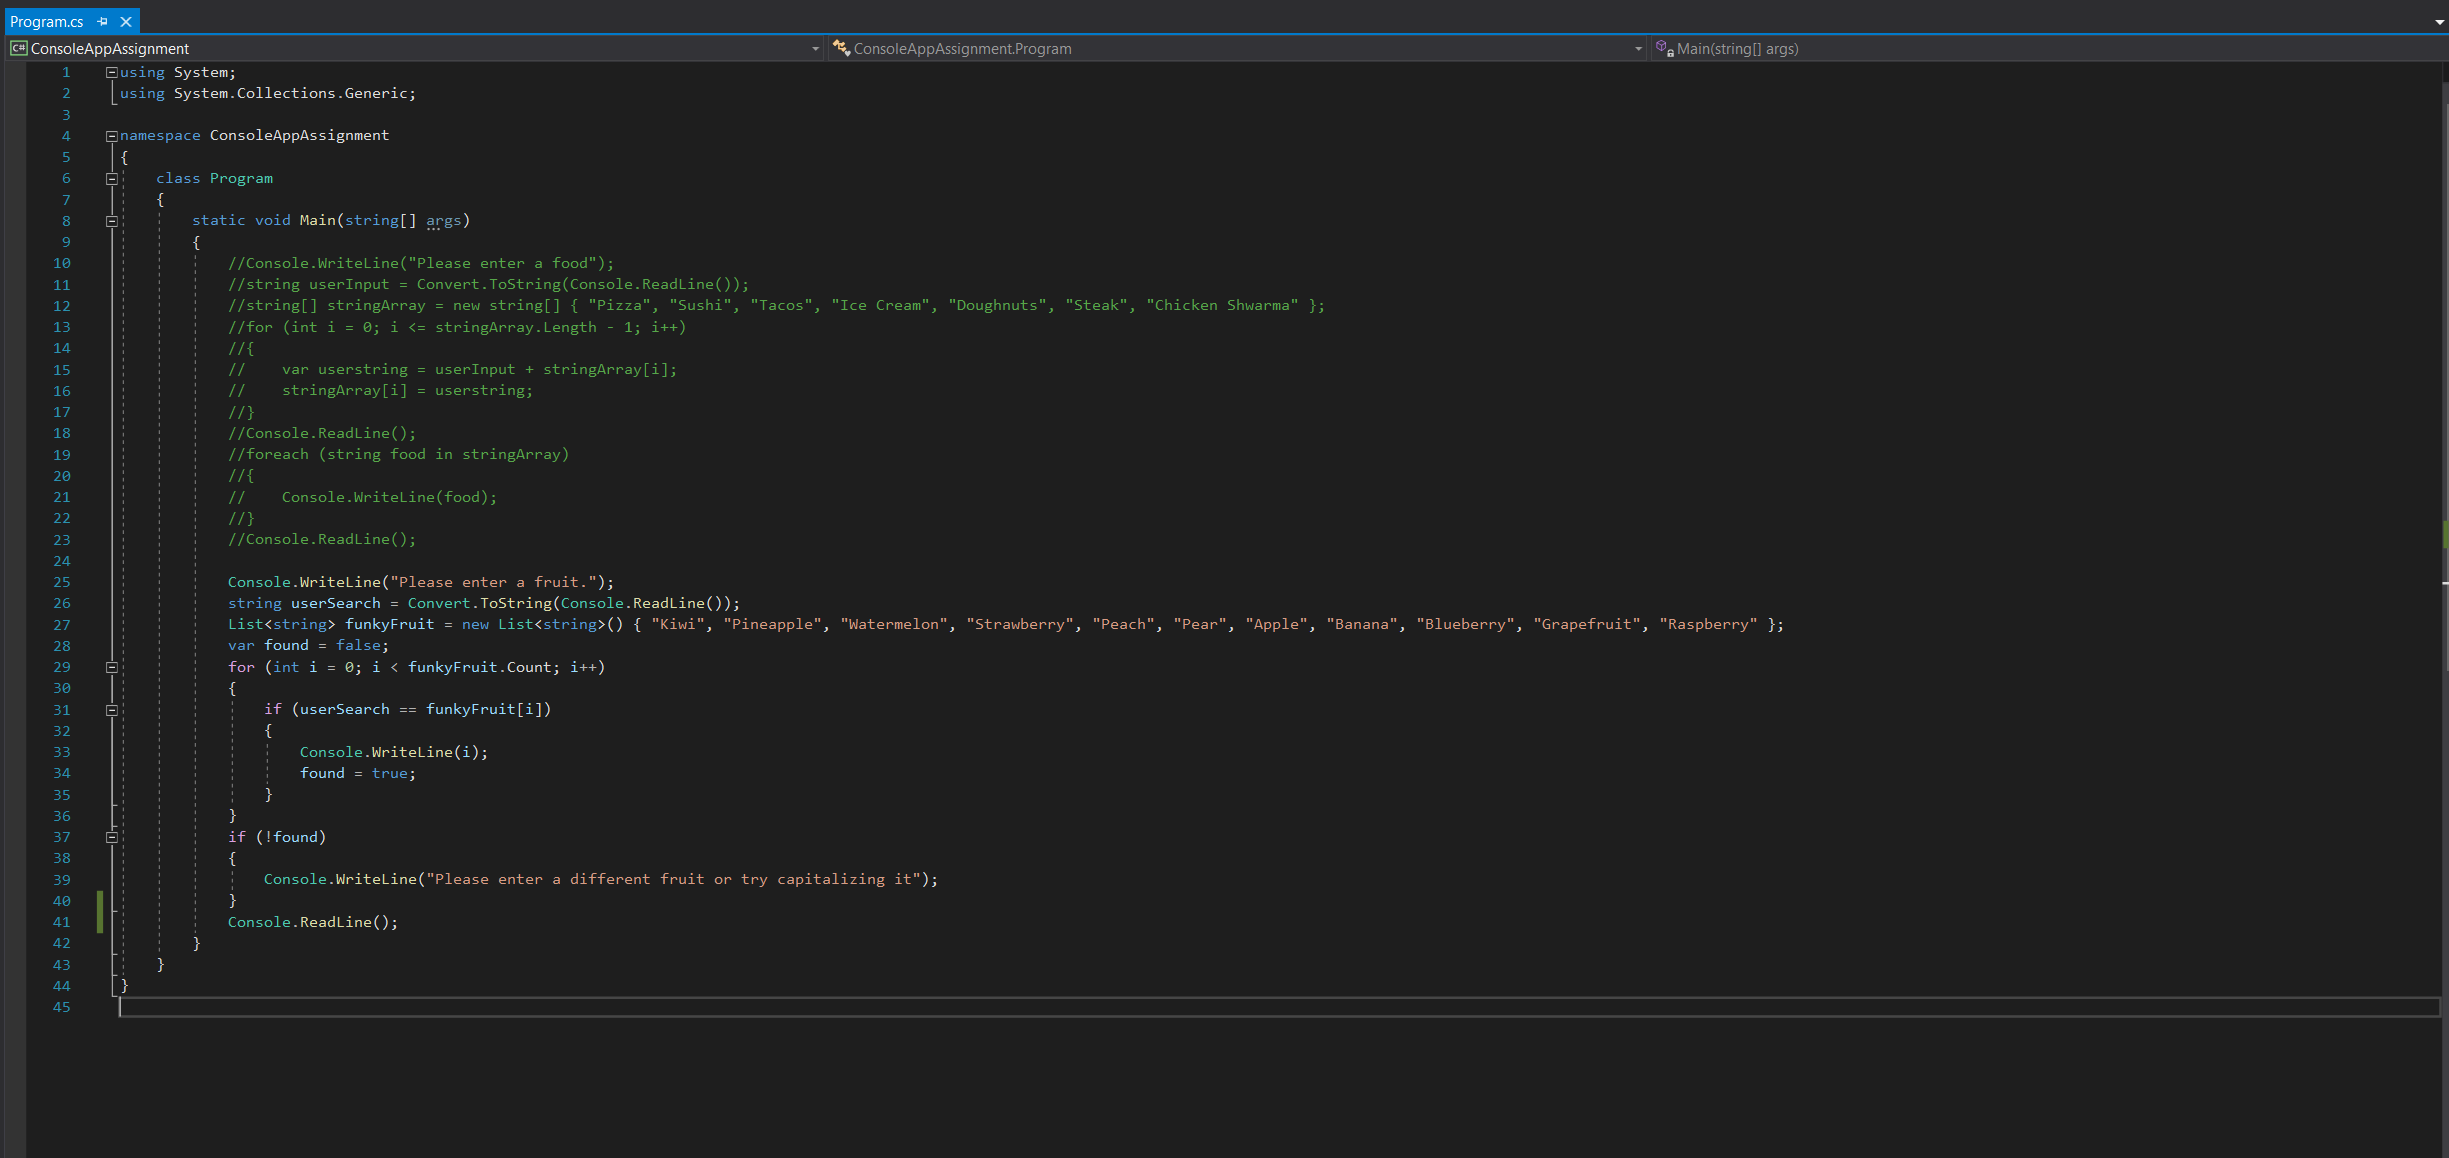 Program.cs
C# ConsoleAppAssignment ConsoleAppAssignment.Program Main(string[] args)
1 using System;
2 using System.Collections.Generic;
3
4 namespace ConsoleAppAssignment
5 {
6 class Program
7 {
8 static void Main(string[] args)
9 {
10 //Console.WriteLine("Please enter a food");
11 //string userInput = Convert.ToString(Console.ReadLine());
12 //string[] stringArray = new string[] { "Pizza", "Sushi", "Tacos", "Ice Cream", "Doughnuts", "Steak", "Chicken Shwarma" };
13 //for (int i = 0; i <= stringArray.Length - 1; i++)
14 //{
15 //    var userstring = userInput + stringArray[i];
16 //    stringArray[i] = userstring;
17 //}
18 //Console.ReadLine();
19 //foreach (string food in stringArray)
20 //{
21 //    Console.WriteLine(food);
22 //}
23 //Console.ReadLine();
24
25 Console.WriteLine("Please enter a fruit.");
26 string userSearch = Convert.ToString(Console.ReadLine());
27 List<string> funkyFruit = new List<string>() { "Kiwi", "Pineapple", "Watermelon", "Strawberry", "Peach", "Pear", "Apple", "Banana", "Blueberry", "Grapefruit", "Raspberry" };
28 var found = false;
29 for (int i = 0; i < funkyFruit.Count; i++)
30 {
31 if (userSearch == funkyFruit[i])
32 {
33 Console.WriteLine(i);
34 found = true;
35 }
36 }
37 if (!found)
38 {
39 Console.WriteLine("Please enter a different fruit or try capitalizing it");
40 }
41 Console.ReadLine();
42 }
43 }
44 }
45